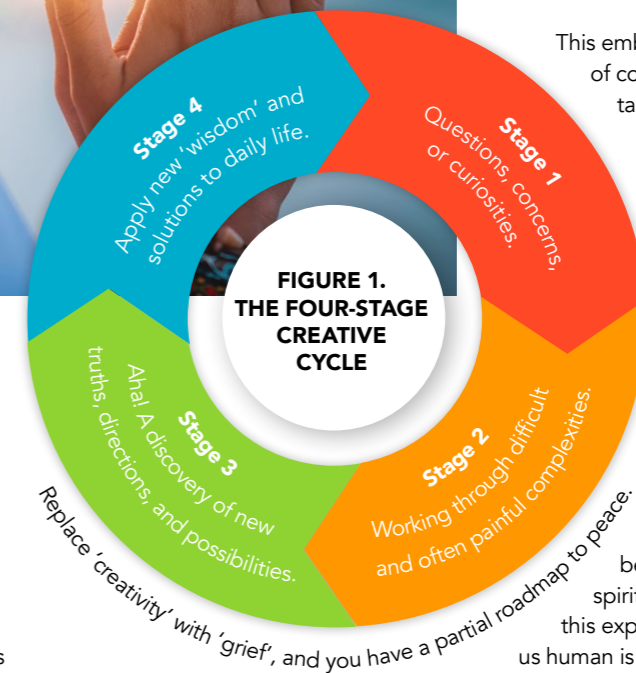 This emb
of co
ta
Stage 1
Questions, concerns,
or curiosities.
Stage 2
Working through difficult
and often painful complexities.
Stage 3
Aha! A discovery of new
truths, directions, and possibilities.
Stage 4
Apply new 'wisdom' and
solutions to daily life.
FIGURE 1.
THE FOUR-STAGE
CREATIVE
CYCLE
Replace 'creativity' with 'grief', and you have a partial roadmap to peace.
be
spirit
this exp
us human is
s